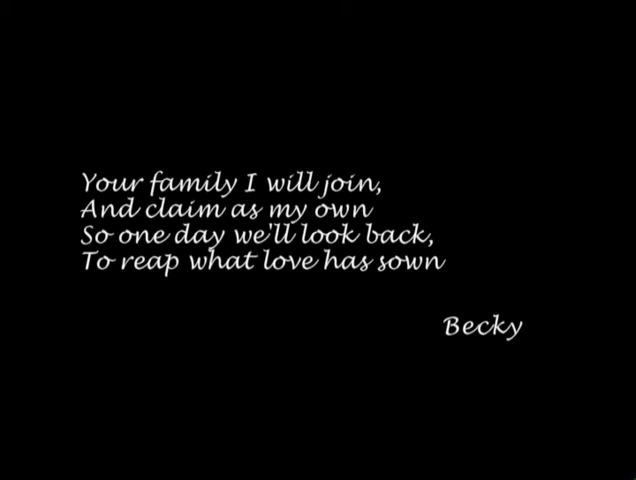 Your family I will join,
And claim as my own
So one day we'll look back,
To reap what love has sown
Becky